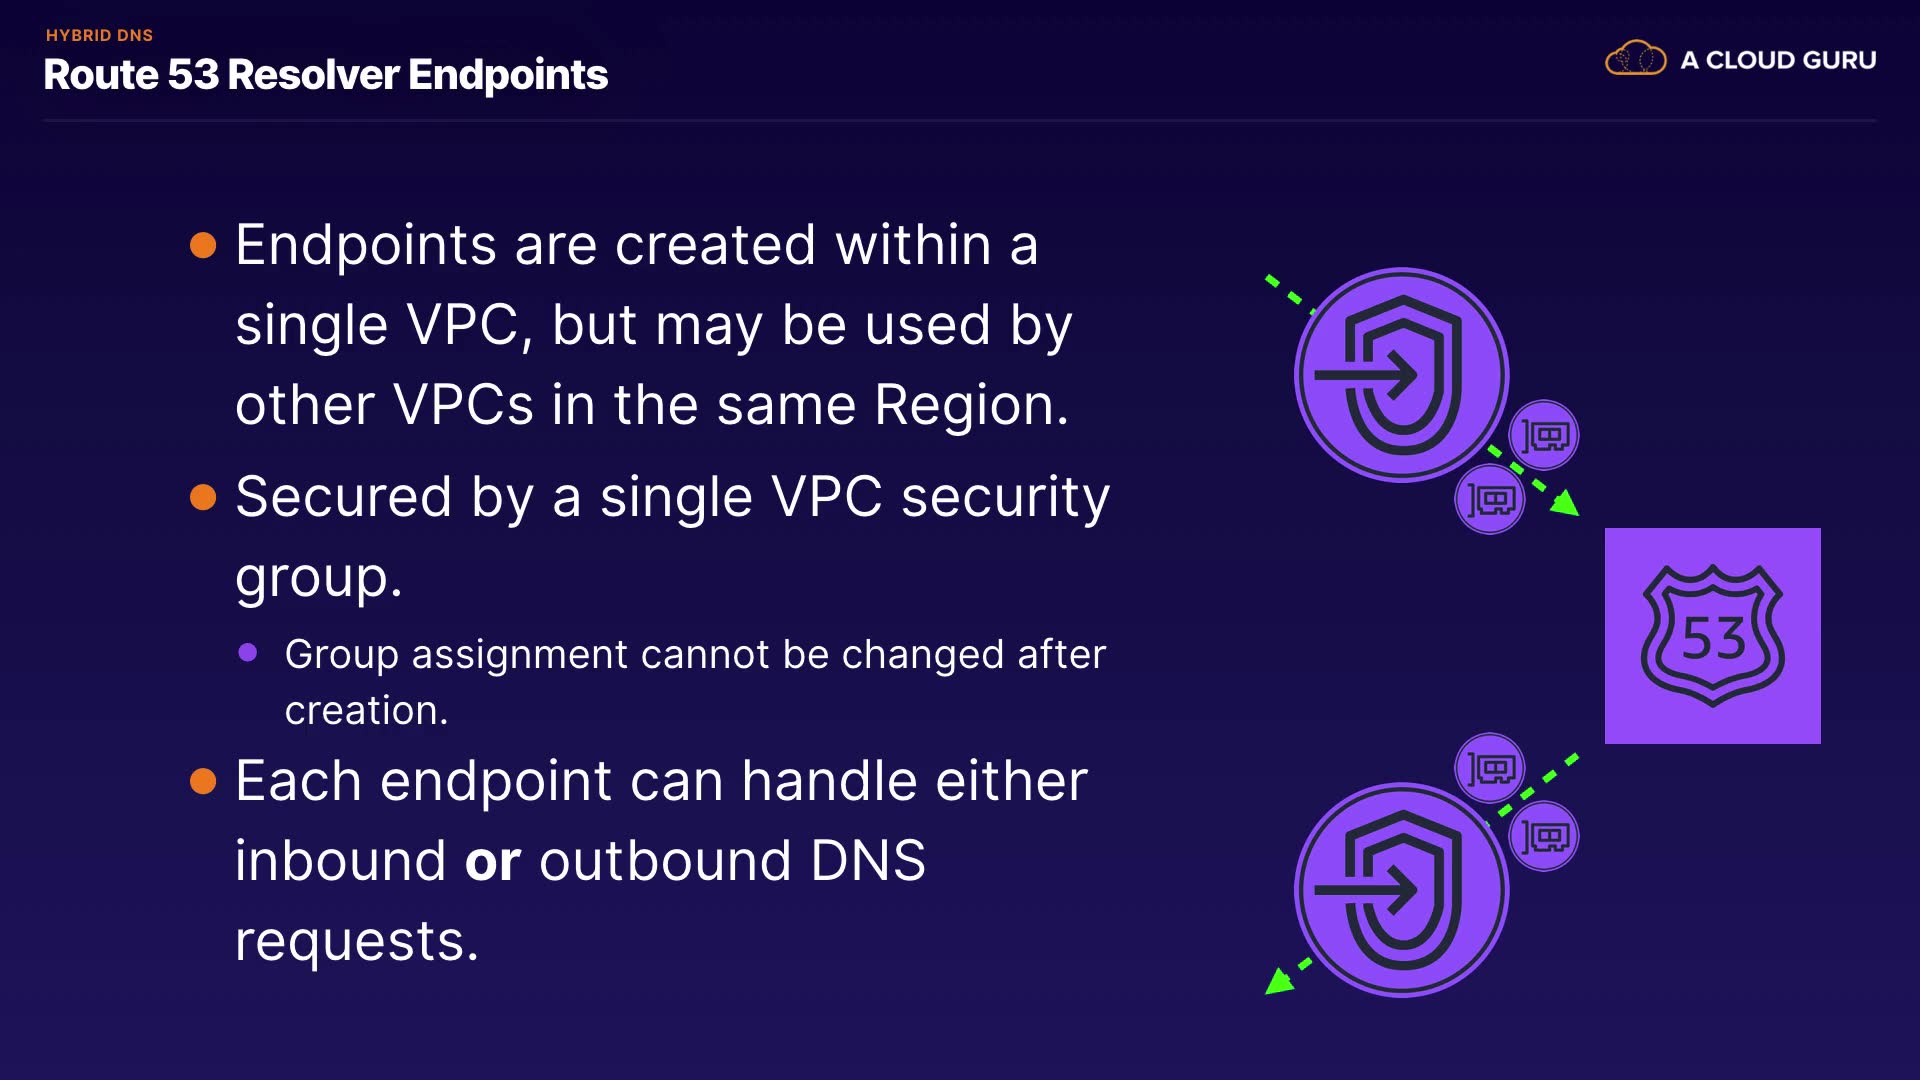 HYBRID DNS
Route 53 Resolver Endpoints
A CLOUD GURU
Endpoints are created within a
single VPC, but may be used by
other VPCs in the same Region.
Secured by a single VPC security
group.
Group assignment cannot be changed after
creation.
Each endpoint can handle either
inbound or outbound DNS
requests.
53